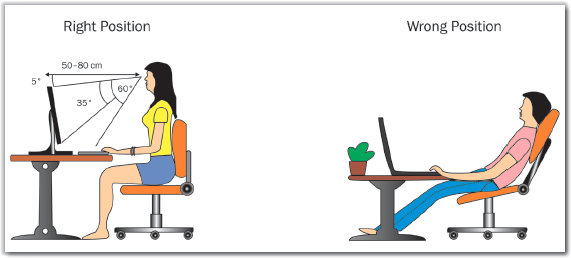 Right Position
Wrong Position
50–80 cm
5°
60°
35°